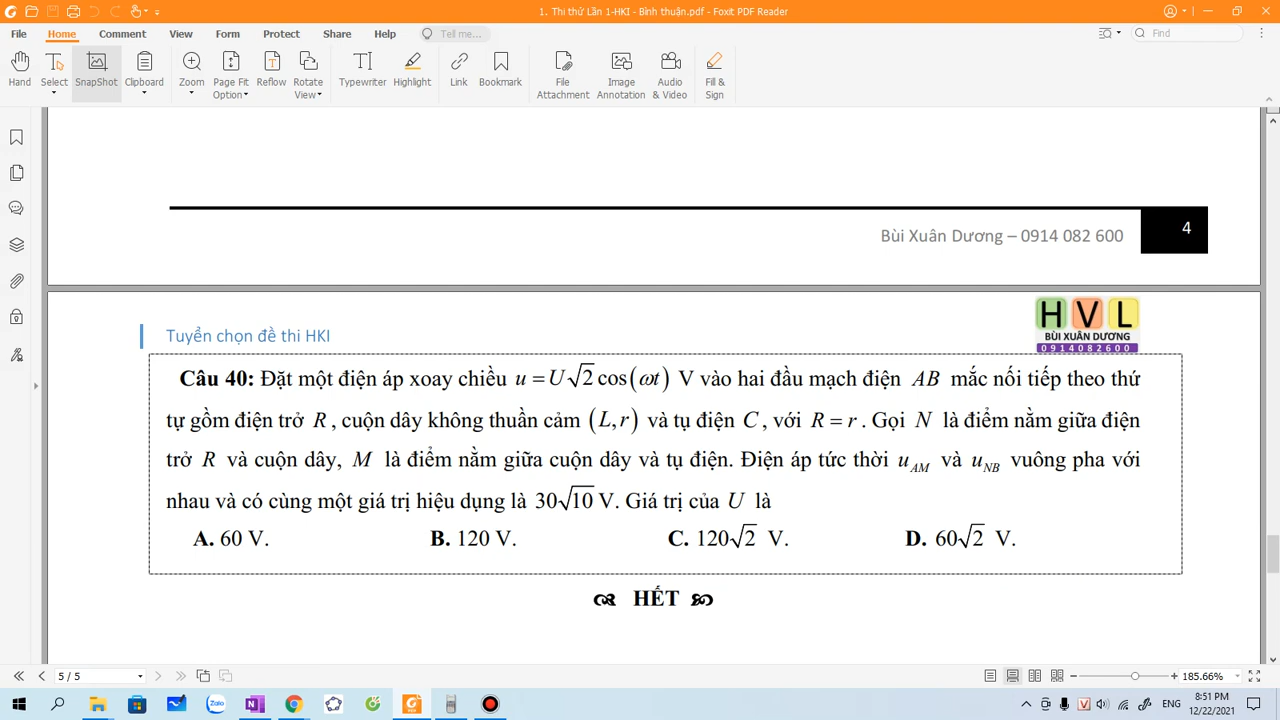 1. Thi thử Lần 1-HKI - Bình thuận.pdf - Foxit PDF Reader
File Home Comment View Form Protect Share Help Tell me... Find
Hand Select SnapShot Clipboard Zoom Page Fit Option Reflow Rotate View Typewriter Highlight Link Bookmark File Attachment Image Annotation Audio & Video Fill & Sign
Bùi Xuân Dương – 0914 082 600 4
Tuyển chọn đề thi HKI
H V L
BÙI XUÂN DƯƠNG
0914082600
Câu 40: Đặt một điện áp xoay chiều u = U√2 cos(ωt) V vào hai đầu mạch điện AB mắc nối tiếp theo thứ
tự gồm điện trở R, cuộn dây không thuần cảm (L,r) và tụ điện C, với R = r. Gọi N là điểm nằm giữa điện
trở R và cuộn dây, M là điểm nằm giữa cuộn dây và tụ điện. Điện áp tức thời u_AM và u_NB vuông pha với
nhau và có cùng một giá trị hiệu dụng là 30√10 V. Giá trị của U là
A. 60 V. B. 120 V. C. 120√2 V. D. 60√2 V.
HẾT
5 / 5 185.66%
Zalo N V ENG 8:51 PM
12/22/2021